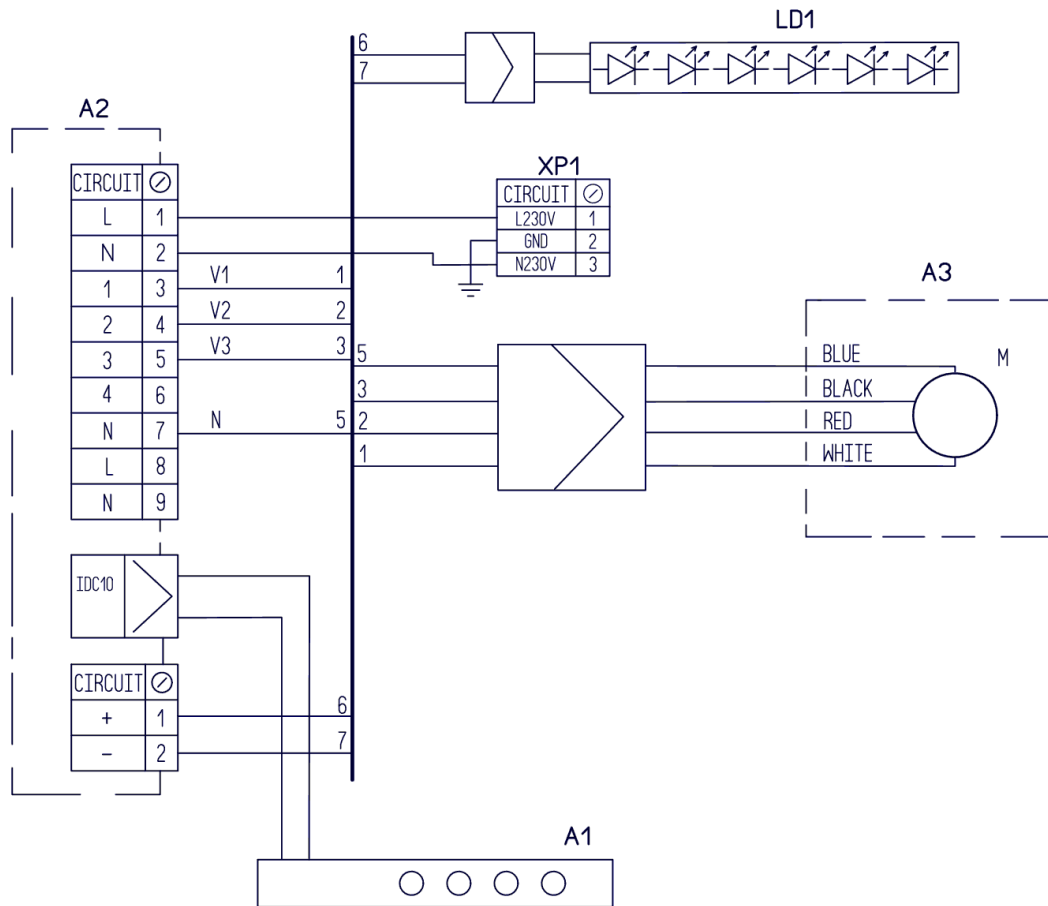 LD1
6
7
A2
CIRCUIT
L 1
N 2
1 3
2 4
3 5
4 6
N 7
L 8
N 9
XP1
CIRCUIT
L230V 1
GND 2
N230V 3
V1 1
V2 2
V3 3
N 5
5
3
2
1
A3
BLUE
BLACK
RED
WHITE
M
IDC10
CIRCUIT
+ 1
- 2
6
7
A1